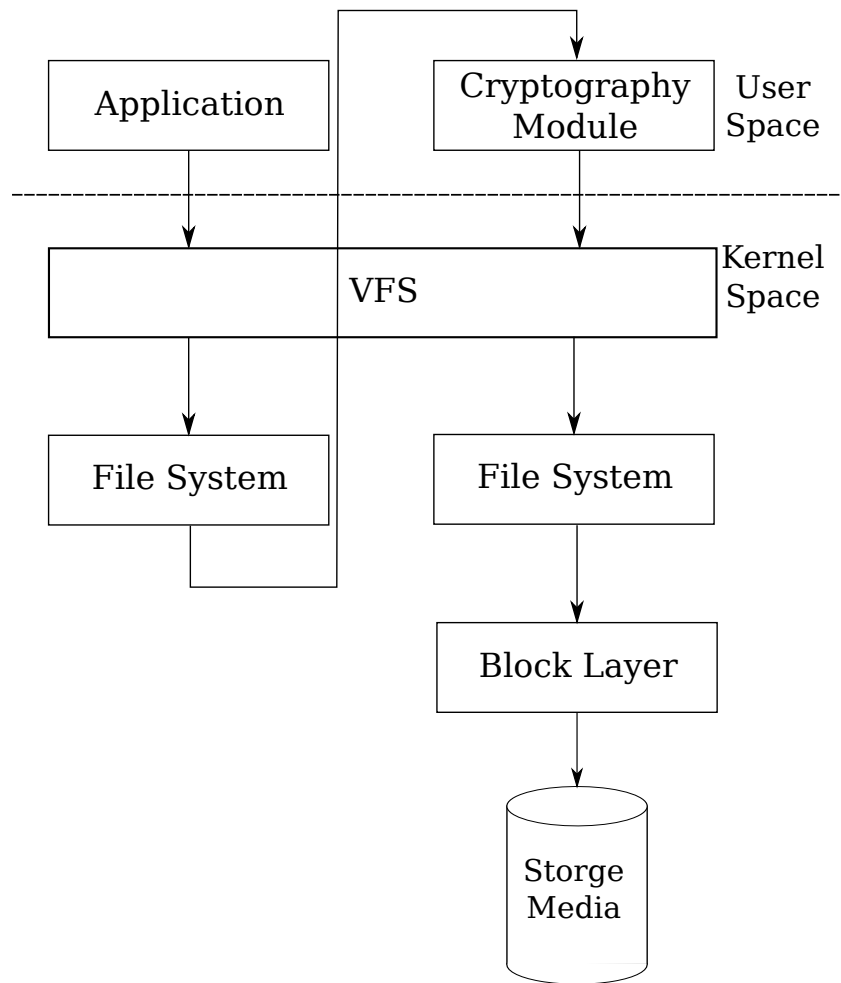 Application
Cryptography
Module
User
Space
VFS
Kernel
Space
File System
File System
Block Layer
Storge
Media